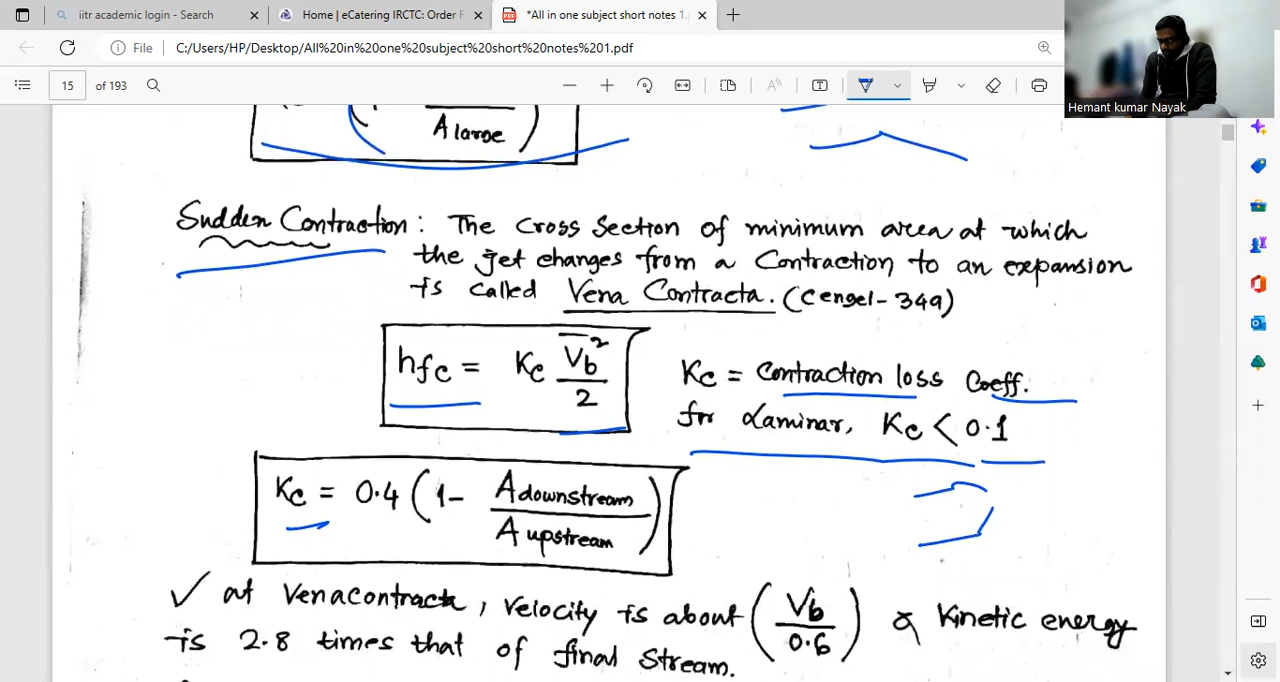 iitr academic login - Search
Home | eCatering IRCTC: Order F
*All in one subject short notes 1.p
File
C:/Users/HP/Desktop/All%20in%20one%20subject%20short%20notes%201.pdf
15 of 193
Hemant kumar Nayak
A large
Sudden Contraction: The cross section of minimum area at which
the jet changes from a contraction to an expansion
is called Vena Contracta. (Cengel-349)
hfc = Kc V̅b²/2
Kc = Contraction loss Coeff.
for Laminar, Kc < 0.1
Kc = 0.4 (1- A downstream / A upstream)
✓ at Venacontracta, velocity is about (Vb/0.6) & Kinetic energy
is 2.8 times that of final stream.